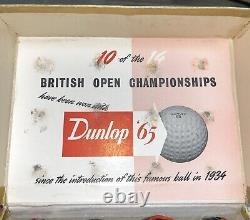 10 of the 14
BRITISH OPEN CHAMPIONSHIPS
have been won with
Dunlop '65
since the introduction of this famous ball in 1934